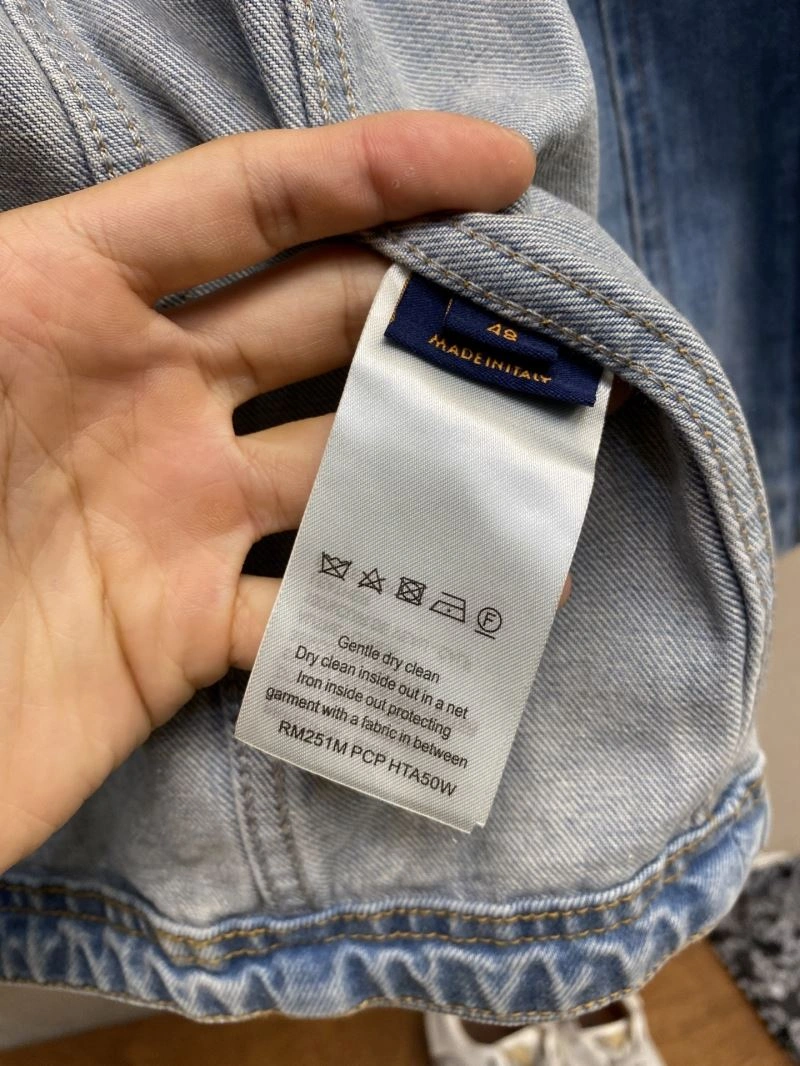 48
MADE IN ITALY
F
Gentle dry clean
Dry clean inside out in a net
Iron inside out protecting
garment with a fabric in between
RM251M PCP HTA50W